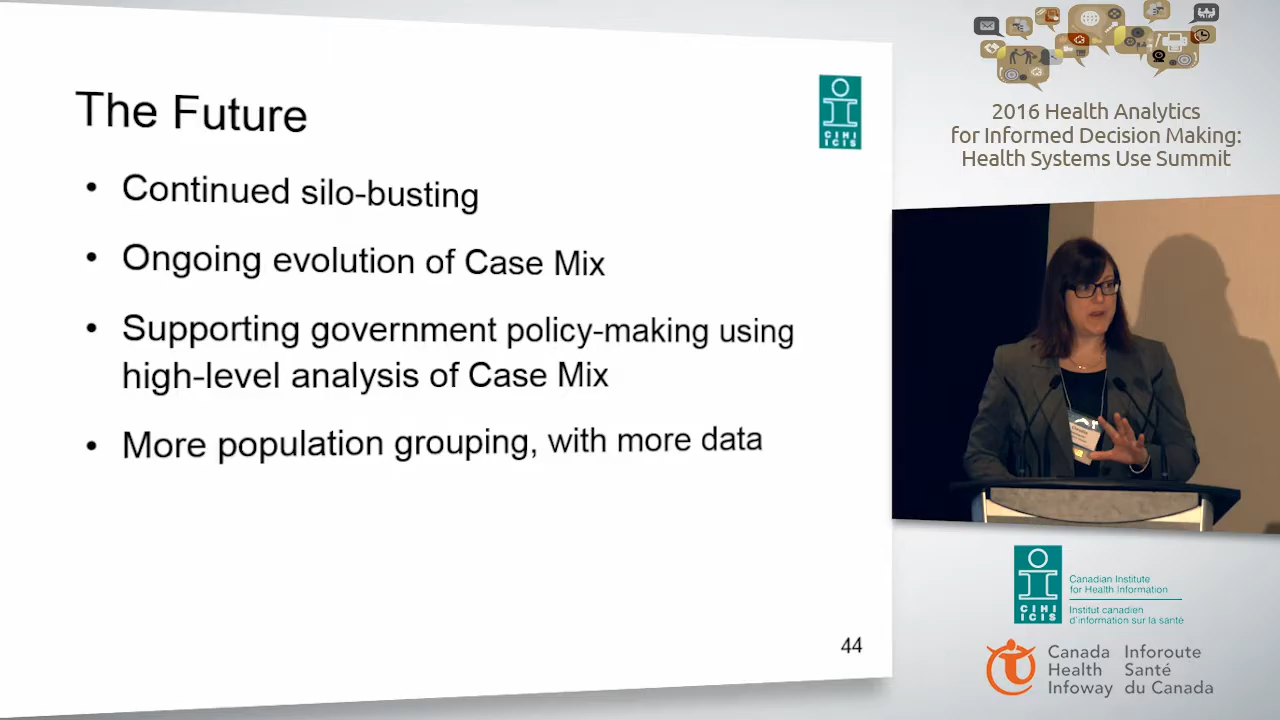 The Future
CIHI
ICIS
• Continued silo-busting
• Ongoing evolution of Case Mix
• Supporting government policy-making using
high-level analysis of Case Mix
• More population grouping, with more data
44
2016 Health Analytics
for Informed Decision Making:
Health Systems Use Summit
CIHI
ICIS
Canadian Institute
for Health Information
Institut canadien
d'information sur la santé
Canada
Health
Infoway
Inforoute
Santé
du Canada